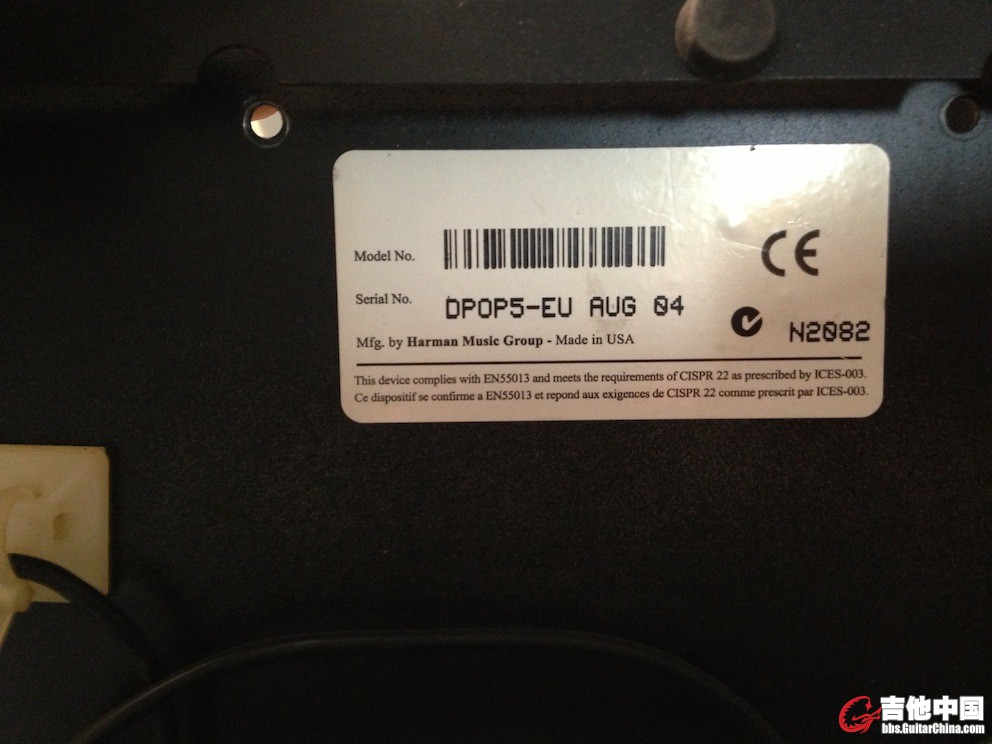 Model No.
Serial No. DPOP5-EU AUG 04
N2082
Mfg. by Harman Music Group - Made in USA
This device complies with EN55013 and meets the requirements of CISPR 22 as prescribed by ICES-003.
Ce dispositif se confirme a EN55013 et repond aux exigences de CISPR 22 comme prescrit par ICES-003.
CE
吉他中国
bbs.GuitarChina.com